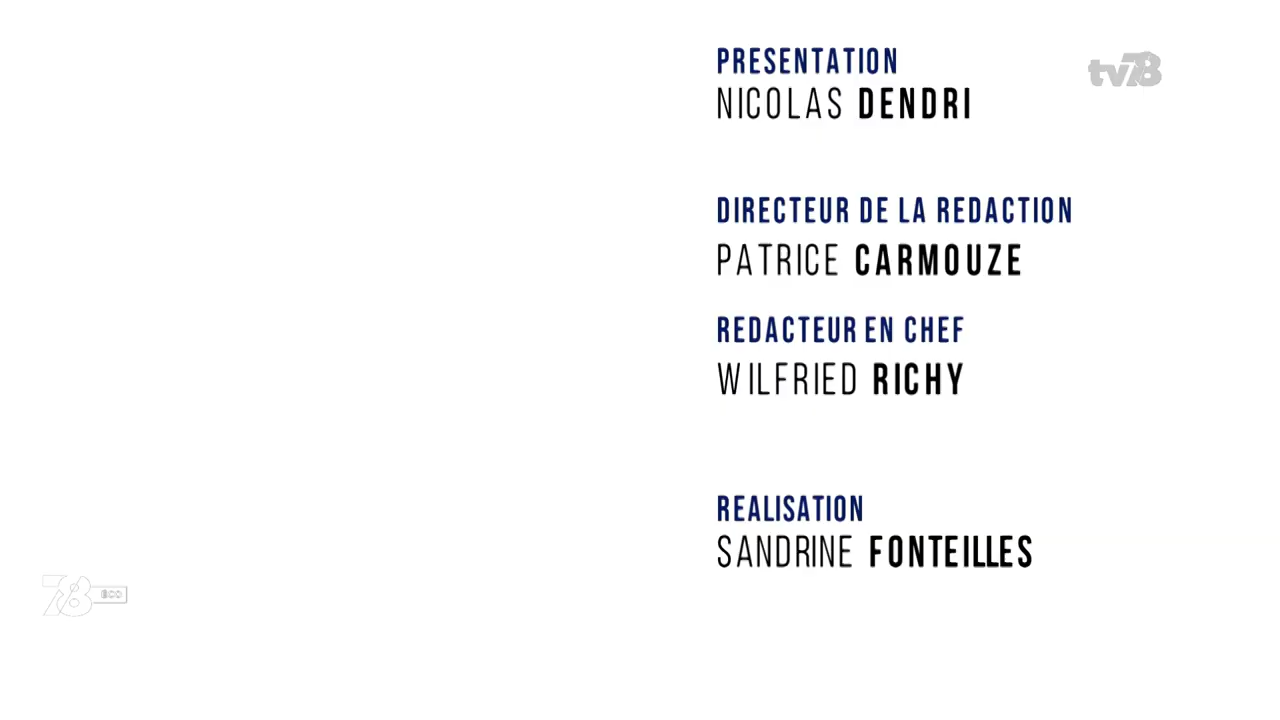 PRESENTATION
tv78
NICOLAS DENDRI
DIRECTEUR DE LA REDACTION
PATRICE CARMOUZE
REDACTEUR EN CHEF
WILFRIED RICHY
REALISATION
SANDRINE FONTEILLES
78 éco